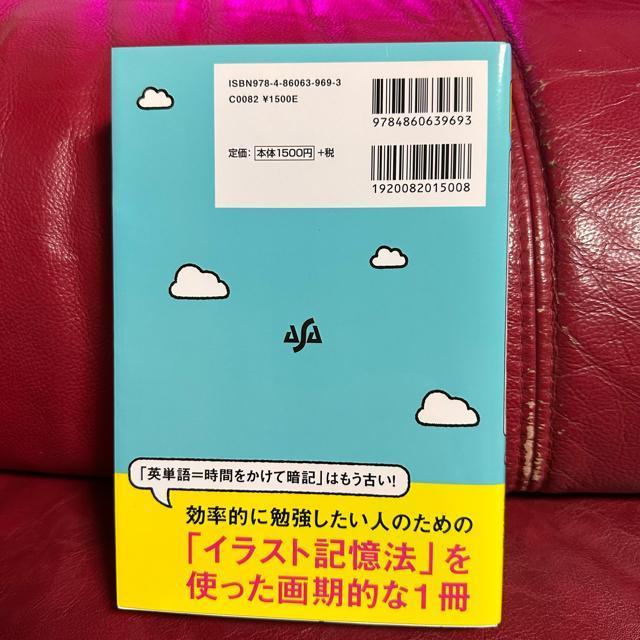 ISBN978-4-86063-969-3
C0082 ¥1500E
9784860639693
定価： 本体1500円 +税
1920082015008
ASA
「英単語＝時間をかけて暗記」はもう古い！
効率的に勉強したい人のための
「イラスト記憶法」を
使った画期的な1冊